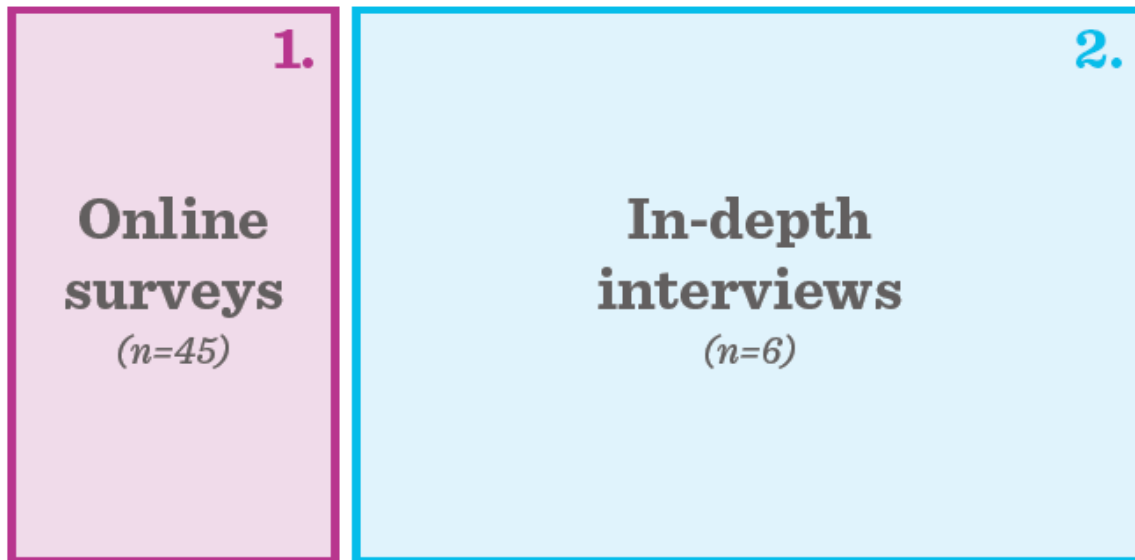 1.
Online
surveys
(n=45)
2.
In-depth
interviews
(n=6)